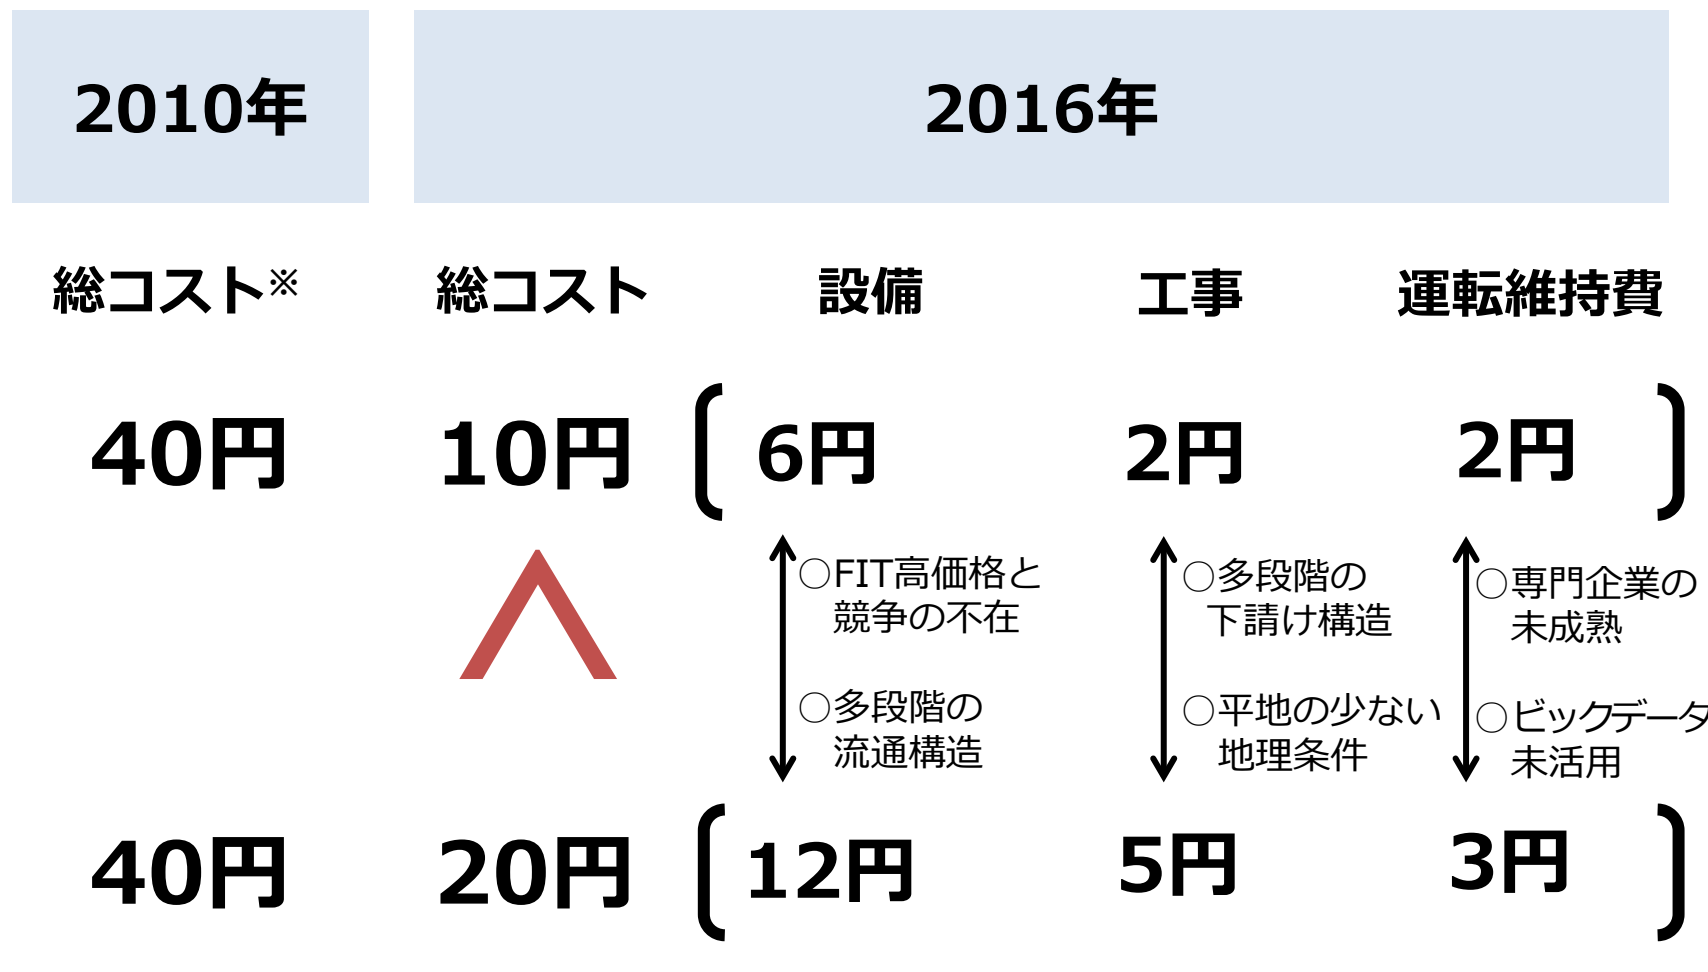 2010年
2016年
総コスト※
総コスト
設備
工事
運転維持費
40円
10円
6円
2円
2円
○FIT高価格と
競争の不在
○多段階の
流通構造
○多段階の
下請け構造
○平地の少ない
地理条件
○専門企業の
未成熟
○ビックデータ
未活用
40円
20円
12円
5円
3円